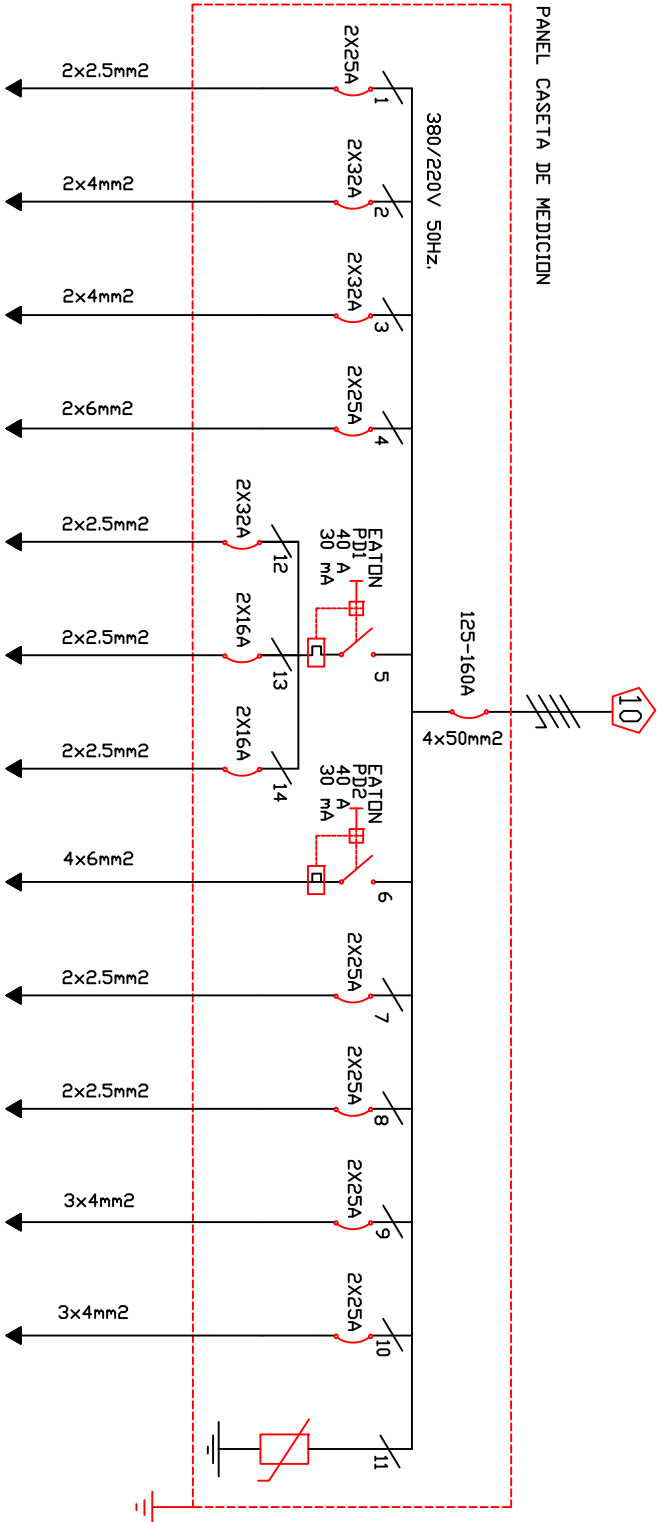 PANEL CASETA DE MEDICION
10
125-160A
4x50mm2
380/220V 50Hz.
2X25A
1
2x2.5mm2
2X32A
2
2x4mm2
2X32A
3
2x4mm2
2X25A
4
2x6mm2
EATON
PD1
40 A
30 mA
5
2X32A
12
2x2.5mm2
2X16A
13
2x2.5mm2
2X16A
14
2x2.5mm2
EATON
PD2
40 A
30 mA
6
4x6mm2
2X25A
7
2x2.5mm2
2X25A
8
2x2.5mm2
2X25A
9
3x4mm2
2X25A
10
3x4mm2
11